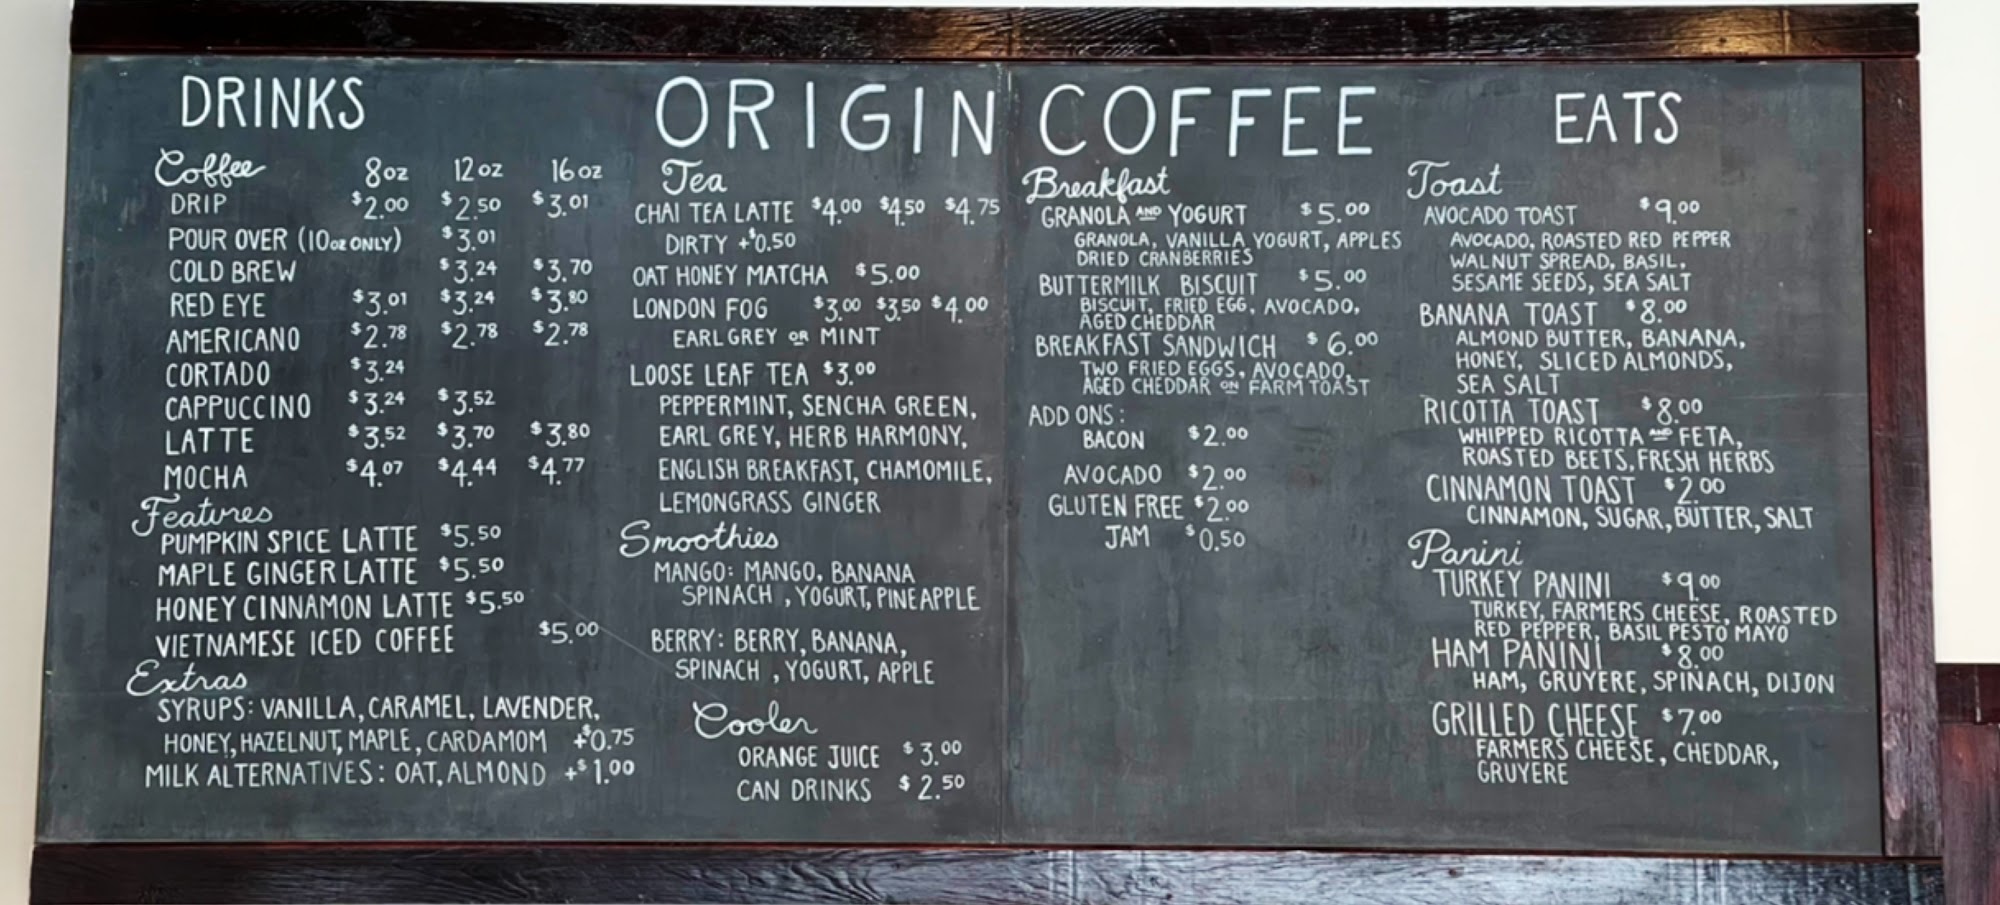 DRINKS
ORIGIN COFFEE
EATS
Coffee 8oz 12oz 16oz
DRIP $2.00 $2.50 $3.01
POUR OVER (10oz ONLY) $3.01
COLD BREW $3.24 $3.70
RED EYE $3.01 $3.24 $3.80
AMERICANO $2.78 $2.78 $2.78
CORTADO $3.24
CAPPUCCINO $3.24 $3.52
LATTE $3.52 $3.70 $3.80
MOCHA $4.07 $4.44 $4.77
Features
PUMPKIN SPICE LATTE $5.50
MAPLE GINGER LATTE $5.50
HONEY CINNAMON LATTE $5.50
VIETNAMESE ICED COFFEE $5.00
Extras
SYRUPS: VANILLA, CARAMEL, LAVENDER,
HONEY, HAZELNUT, MAPLE, CARDAMOM +$0.75
MILK ALTERNATIVES: OAT, ALMOND +$1.00
Tea
CHAI TEA LATTE $4.00 $4.50 $4.75
DIRTY +$0.50
OAT HONEY MATCHA $5.00
LONDON FOG $3.00 $3.50 $4.00
EARL GREY OR MINT
LOOSE LEAF TEA $3.00
PEPPERMINT, SENCHA GREEN,
EARL GREY, HERB HARMONY,
ENGLISH BREAKFAST, CHAMOMILE,
LEMONGRASS GINGER
Smoothies
MANGO: MANGO, BANANA
SPINACH, YOGURT, PINEAPPLE
BERRY: BERRY, BANANA,
SPINACH, YOGURT, APPLE
Cooler
ORANGE JUICE $3.00
CAN DRINKS $2.50
Breakfast
GRANOLA AND YOGURT $5.00
GRANOLA, VANILLA YOGURT, APPLES
DRIED CRANBERRIES
BUTTERMILK BISCUIT $5.00
BISCUIT, FRIED EGG, AVOCADO,
AGED CHEDDAR
BREAKFAST SANDWICH $6.00
TWO FRIED EGGS, AVOCADO,
AGED CHEDDAR ON FARM TOAST
ADD ONS:
BACON $2.00
AVOCADO $2.00
GLUTEN FREE $2.00
JAM $0.50
Toast
AVOCADO TOAST $9.00
AVOCADO, ROASTED RED PEPPER
WALNUT SPREAD, BASIL,
SESAME SEEDS, SEA SALT
BANANA TOAST $8.00
ALMOND BUTTER, BANANA,
HONEY, SLICED ALMONDS,
SEA SALT
RICOTTA TOAST $8.00
WHIPPED RICOTTA AND FETA,
ROASTED BEETS, FRESH HERBS
CINNAMON TOAST $2.00
CINNAMON, SUGAR, BUTTER, SALT
Panini
TURKEY PANINI $9.00
TURKEY, FARMERS CHEESE, ROASTED
RED PEPPER, BASIL PESTO MAYO
HAM PANINI $8.00
HAM, GRUYERE, SPINACH, DIJON
GRILLED CHEESE $7.00
FARMERS CHEESE, CHEDDAR,
GRUYERE